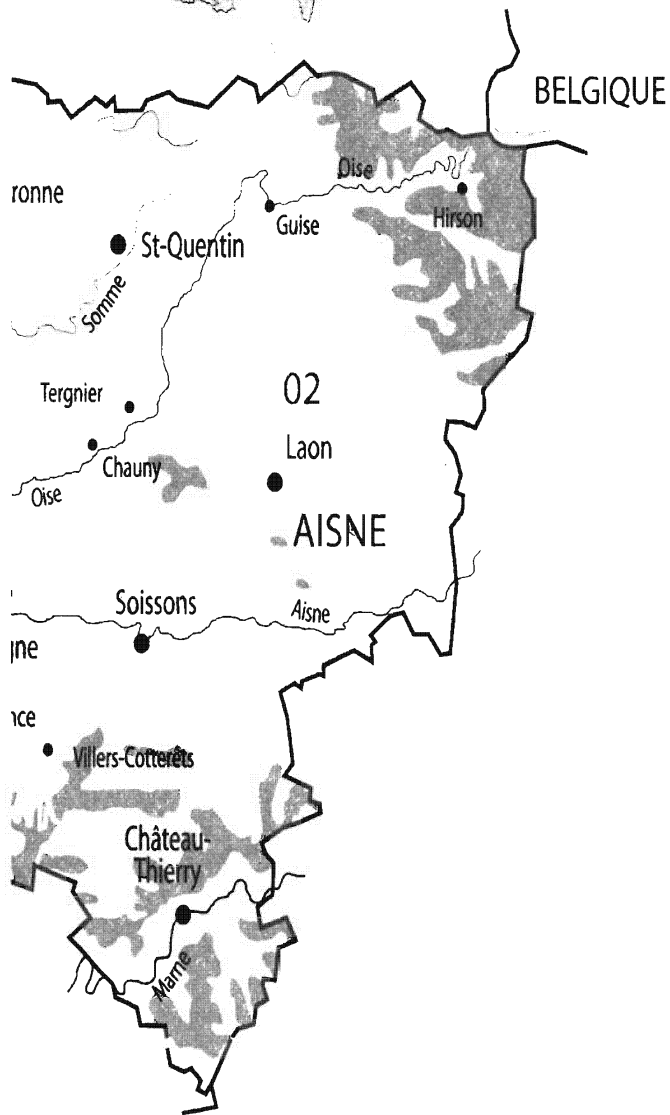 BELGIQUE
Oise
ronne
Hirson
Guise
St-Quentin
Somme
02
Tergnier
Laon
Chauny
Oise
AISNE
Soissons
Aisne
gne
nce
Villers-Cotterêts
Château-
Thierry
Marne